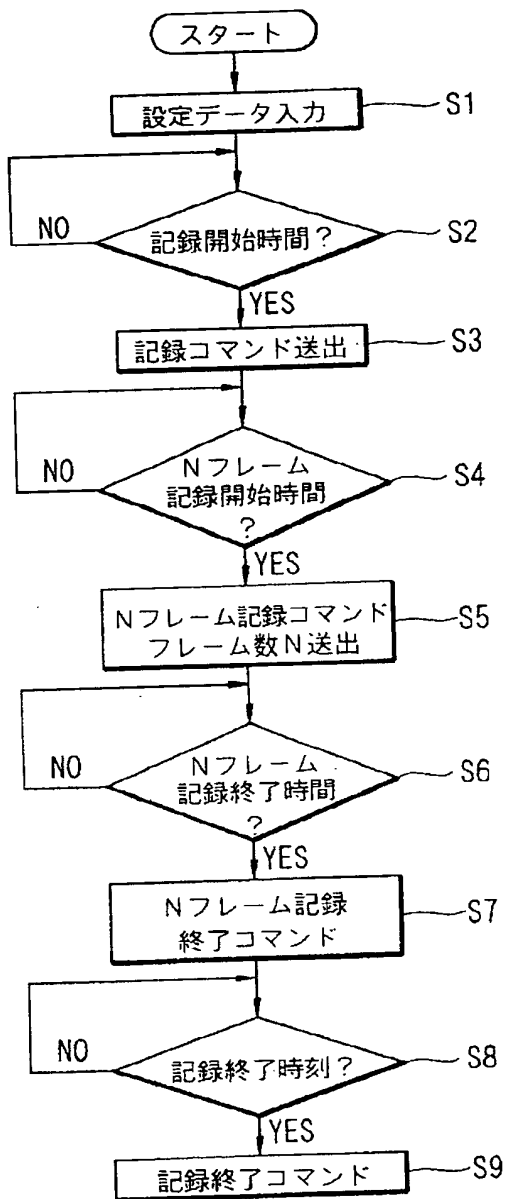 スタート
設定データ入力
S1
NO
記録開始時間?
S2
YES
記録コマンド送出
S3
NO
Nフレーム
記録開始時間
?
S4
YES
Nフレーム記録コマンド
フレーム数N送出
S5
NO
Nフレーム
記録終了時間
?
S6
YES
Nフレーム記録
終了コマンド
S7
NO
記録終了時刻?
S8
YES
記録終了コマンド
S9